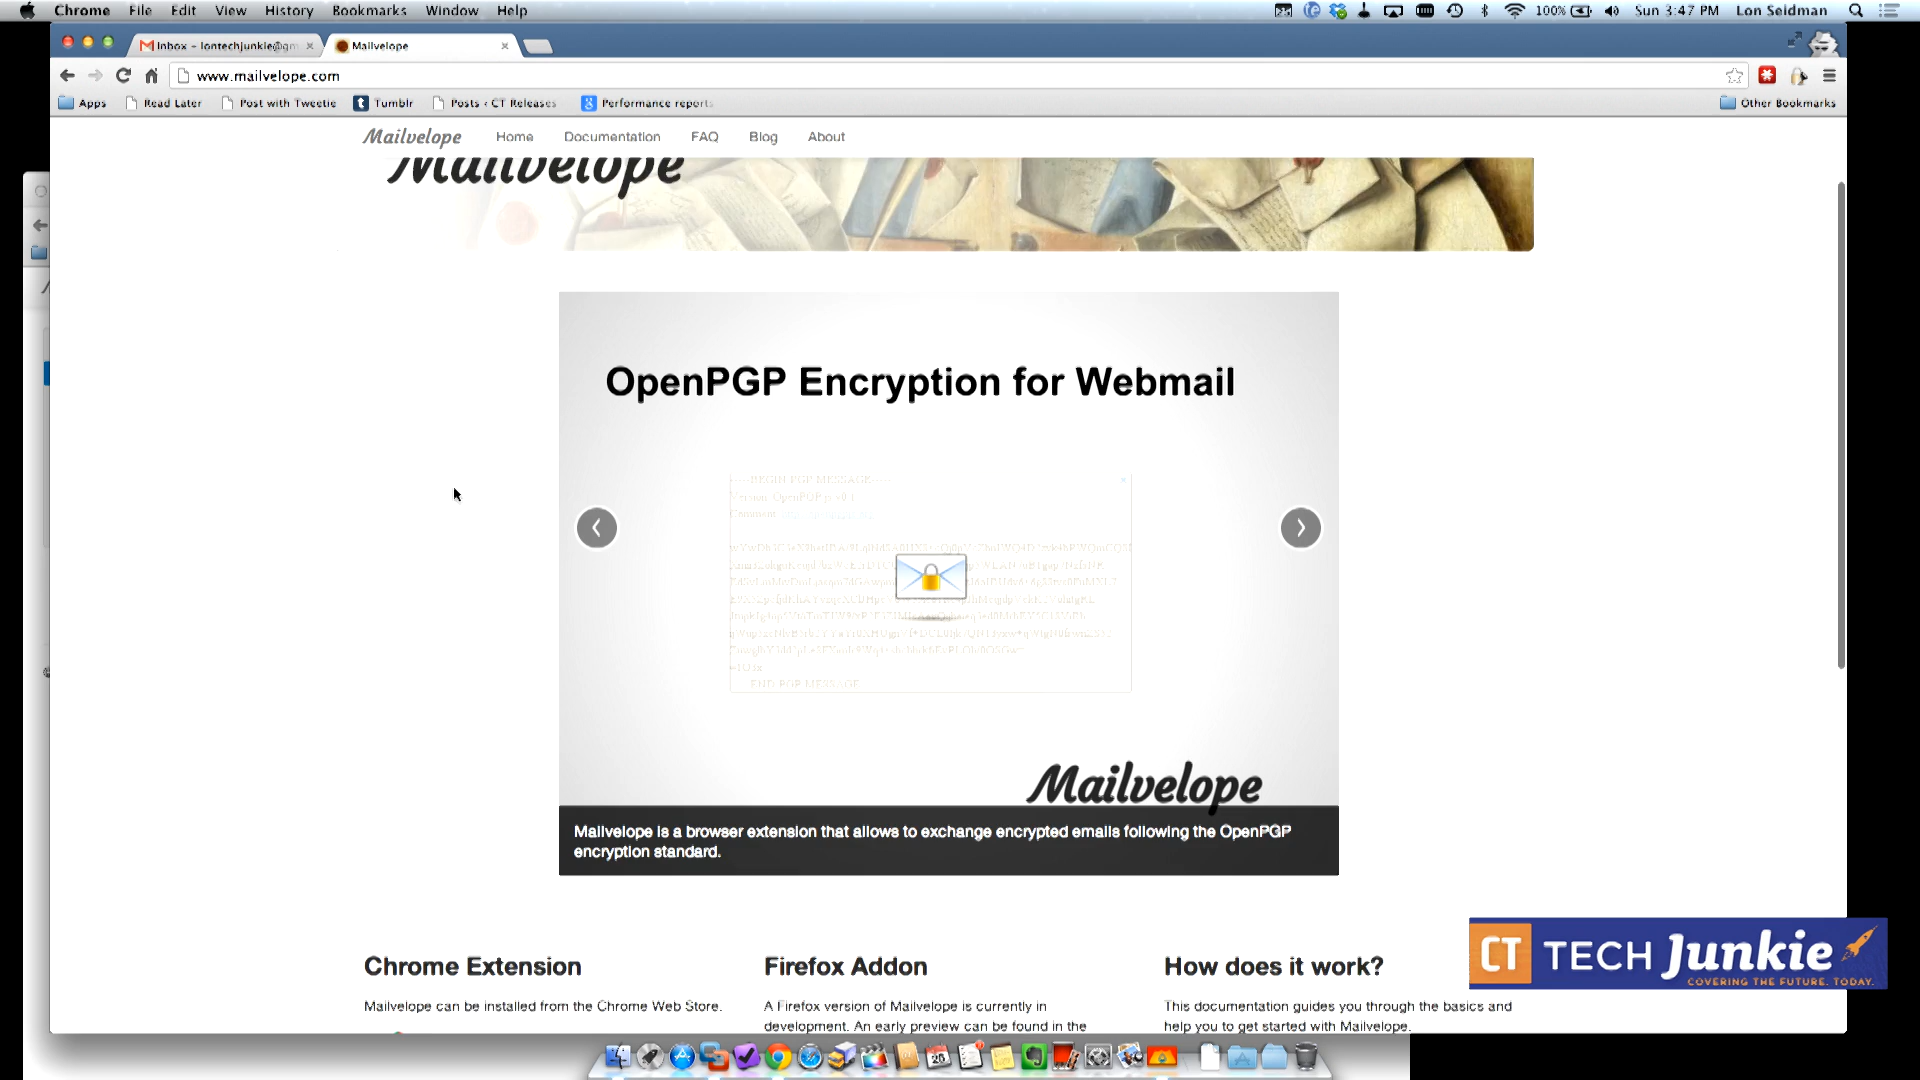 Chrome File Edit View History Bookmarks Window Help
100% Sun 3:47 PM Lon Seidman
Inbox - lontechjunkie@gm
Mailvelope
www.mailvelope.com
Apps Read Later Post with Tweetie Tumblr Posts ‹ CT Releases Performance reports
Other Bookmarks
Mailvelope Home Documentation FAQ Blog About
Mailvelope
OpenPGP Encryption for Webmail
-----BEGIN PGP MESSAGE-----
END PGP MESSAGE
Mailvelope
Mailvelope is a browser extension that allows to exchange encrypted emails following the OpenPGP
encryption standard.
Chrome Extension
Mailvelope can be installed from the Chrome Web Store.
Firefox Addon
A Firefox version of Mailvelope is currently in
development. An early preview can be found in the
How does it work?
This documentation guides you through the basics and
help you to get started with Mailvelope.
CT TECH Junkie
COVERING THE FUTURE. TODAY.